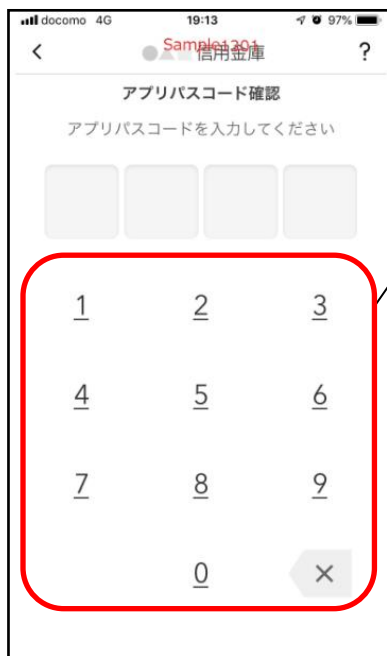 docomo 4G 19:13 97%
Sample1301
●▲■信用金庫 ?
アプリパスコード確認
アプリパスコードを入力してください
1 2 3
4 5 6
7 8 9
0 ×